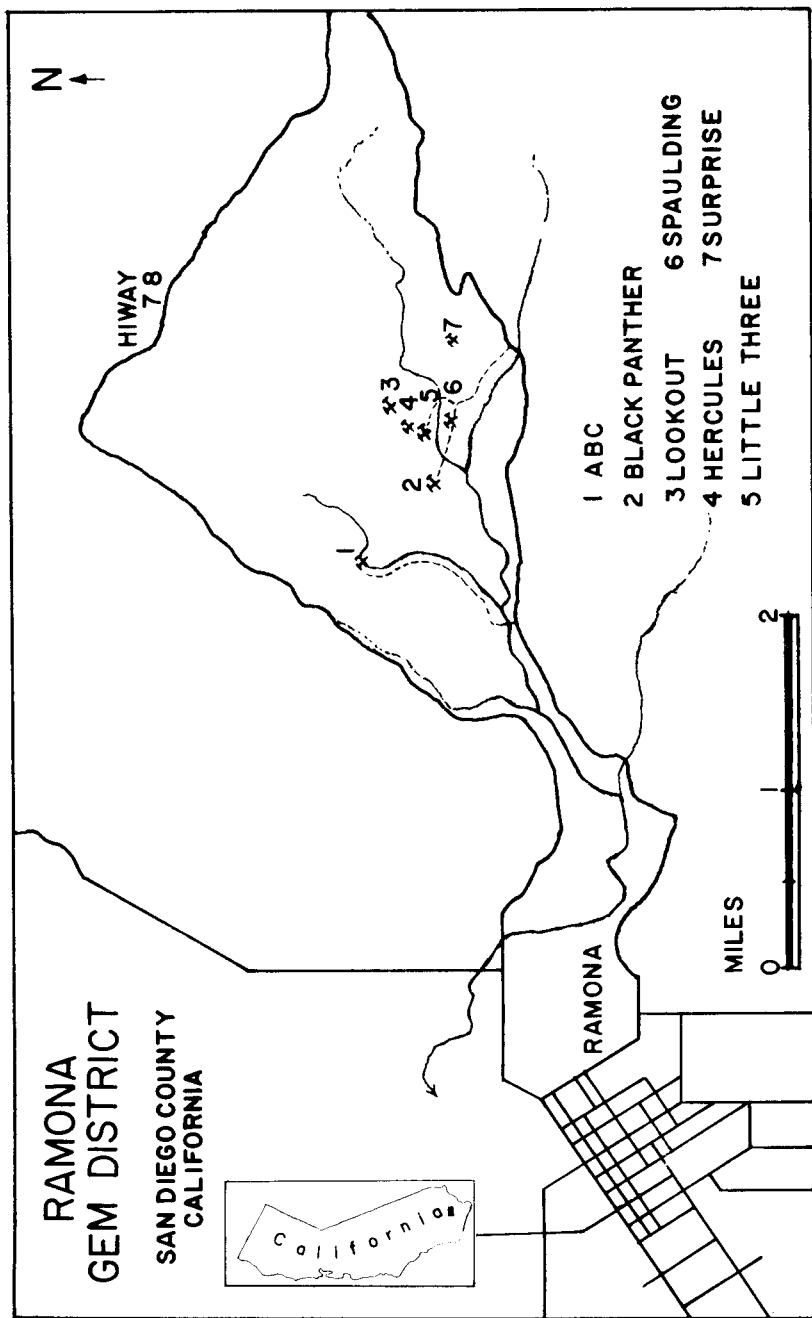 RAMONA
GEM DISTRICT
SAN DIEGO COUNTY
CALIFORNIA
California
N
HIWAY
78
1
2
3
4
5
6
7
RAMONA
MILES
0 1 2
1 ABC
2 BLACK PANTHER
3 LOOKOUT
4 HERCULES
5 LITTLE THREE
6 SPAULDING
7 SURPRISE